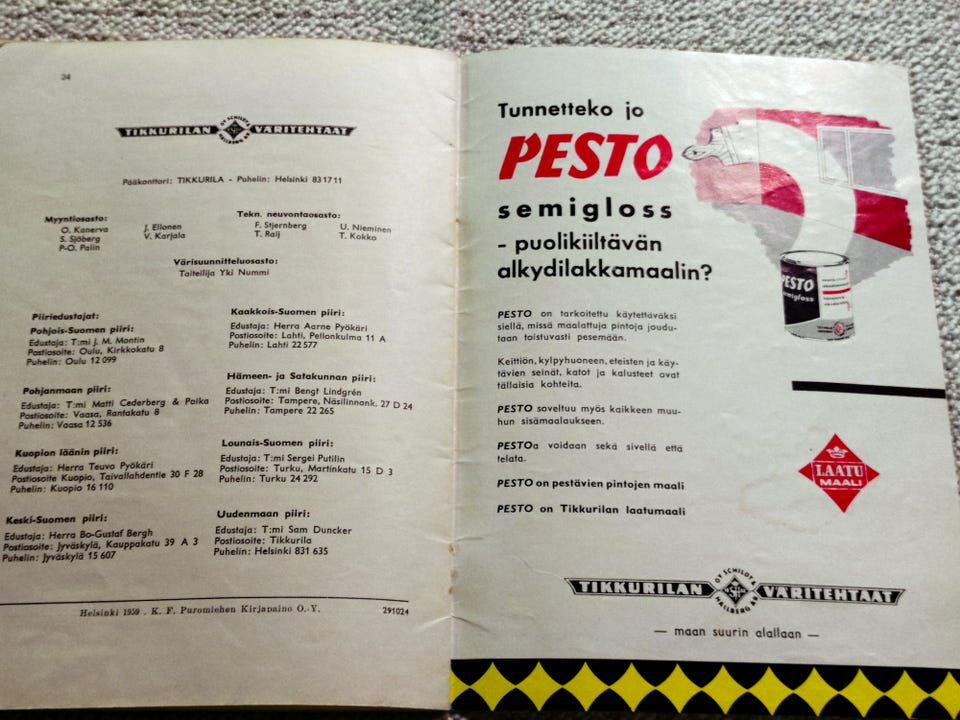 24
TIKKURILAN OY SCHILDT & HALLBERG AB VÄRITEHTAAT
Pääkonttori: TIKKURILA - Puhelin: Helsinki 831711
Myyntiosasto:
O. Kanerva
S. Sjöberg
P-O. Palin
J. Ellonen
V. Karjala
Tekn. neuvontaosasto:
F. Stjernberg
T. Raij
U. Nieminen
T. Kokko
Värisuunnitteluosasto:
Taiteilija Yki Nummi
Piiriedustajat:
Pohjois-Suomen piiri:
Edustaja: T:mi J. M. Montin
Postiosoite: Oulu, Kirkkokatu 8
Puhelin: Oulu 12 099
Pohjanmaan piiri:
Edustaja: T:mi Matti Cederberg & Poika
Postiosoite: Vaasa, Rantakatu 8
Puhelin: Vaasa 12 536
Kuopion läänin piiri:
Edustaja: Herra Teuvo Pyökäri
Postiosoite Kuopio, Taivallahdentie 30 F 28
Puhelin: Kuopio 16 110
Keski-Suomen piiri:
Edustaja: Herra Bo-Gustaf Bergh
Postiosoite: Jyväskylä, Kauppakatu 39 A 3
Puhelin: Jyväskylä 15 607
Kaakkois-Suomen piiri:
Edustaja: Herra Aarne Pyökäri
Postiosoite: Lahti, Pellonkulma 11 A
Puhelin: Lahti 22 577
Hämeen- ja Satakunnan piiri:
Edustaja: T:mi Bengt Lindgrén
Postiosoite: Tampere, Näsilinnank. 27 D 24
Puhelin: Tampere 22 265
Lounais-Suomen piiri:
Edustaja: T:mi Sergei Putilin
Postiosoite: Turku, Martinkatu 15 D 3
Puhelin: Turku 24 292
Uudenmaan piiri:
Edustaja: T:mi Sam Duncker
Postiosoite: Tikkurila
Puhelin: Helsinki 831 635
Helsinki 1959 . K. F. Puromiehen Kirjapaino O.-Y.
291024
Tunnetteko jo
PESTO
semigloss
- puolikiiltävän
alkydilakkamaalin?
PESTO
semigloss
PESTO on tarkoitettu käytettäväksi
siellä, missä maalattuja pintoja joudu-
taan toistuvasti pesemään.
Keittiön, kylpyhuoneen, eteisten ja käy-
tävien seinät, katot ja kalusteet ovat
tällaisia kohteita.
PESTO soveltuu myös kaikkeen muu-
hun sisämaalaukseen.
PESTOa voidaan sekä sivellä että
telata.
PESTO on pestävien pintojen maali
PESTO on Tikkurilan laatumaali
LAATU
MAALI
TIKKURILAN OY SCHILDT & HALLBERG AB VÄRITEHTAAT
— maan suurin alallaan —